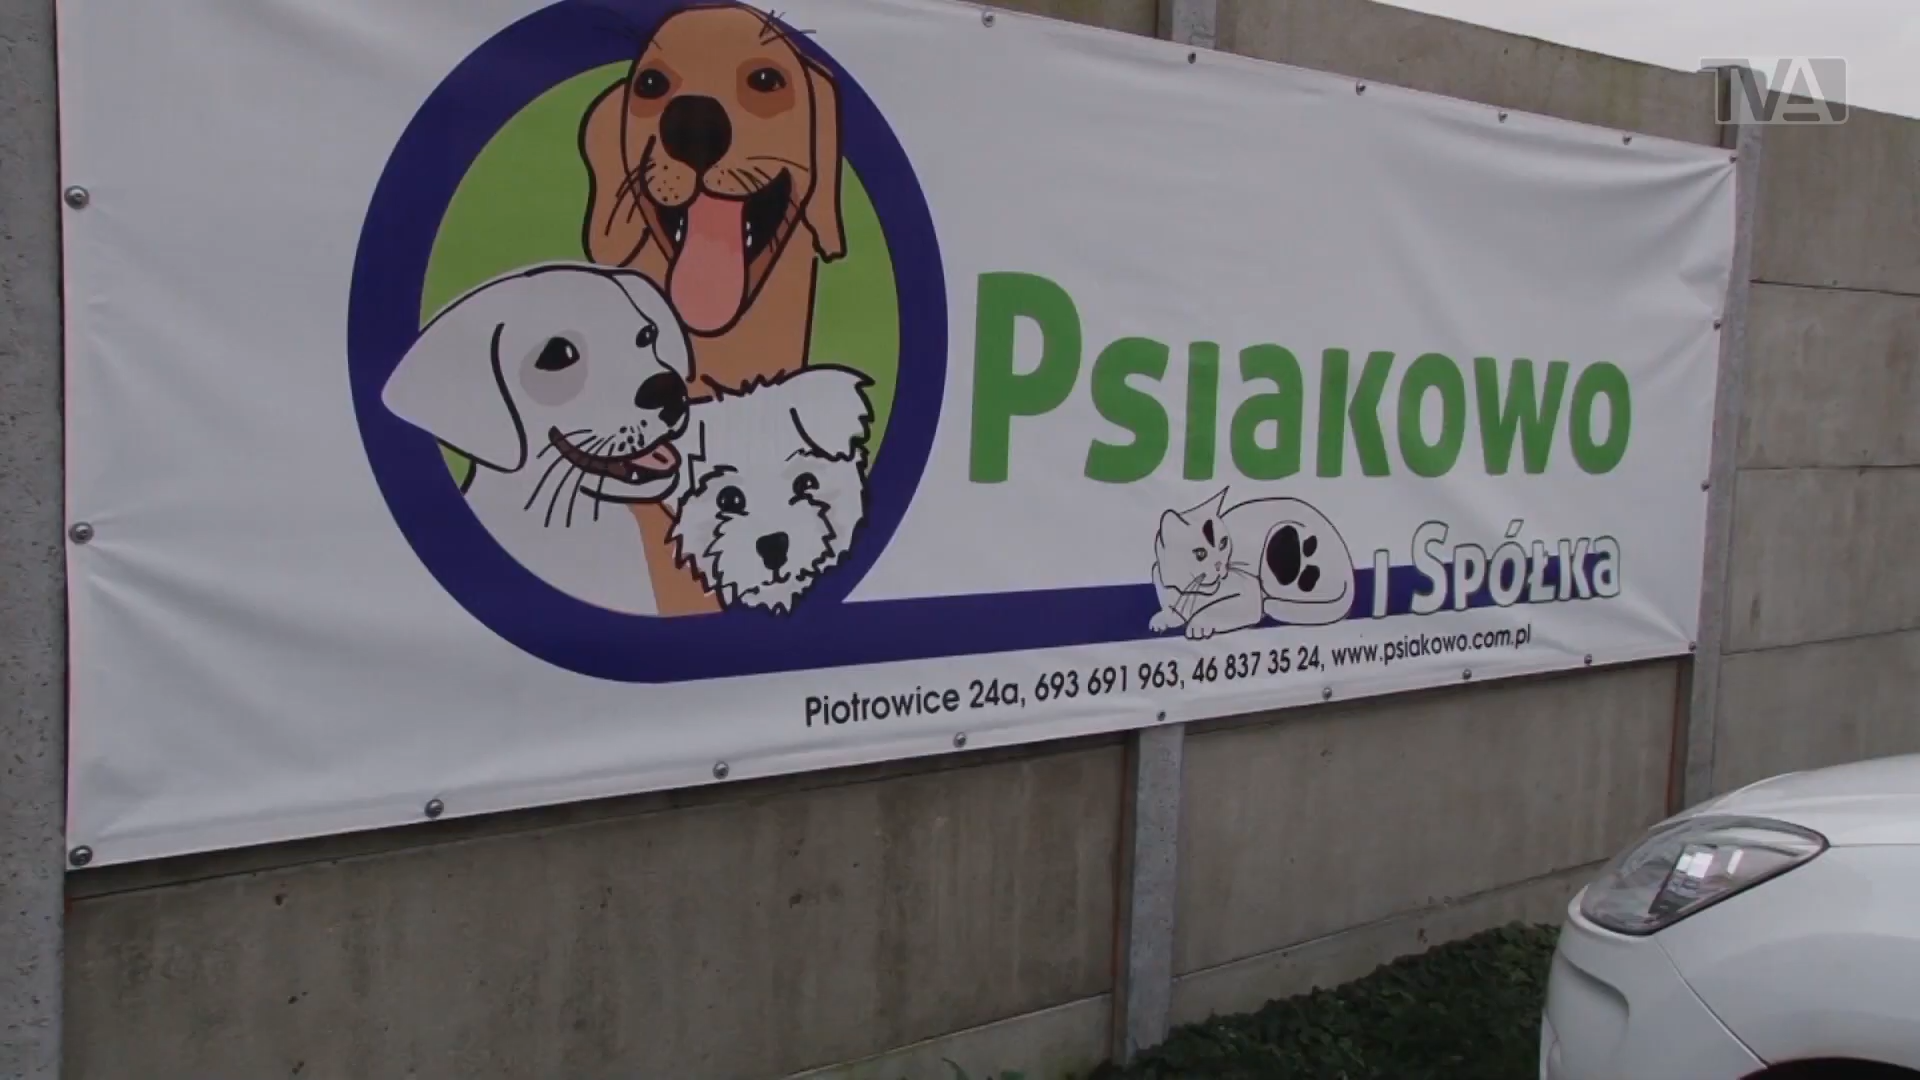 TVA
Psiakowo
i Spółka
Piotrowice 24a, 693 691 963, 46 837 35 24, www.psiakowo.com.pl